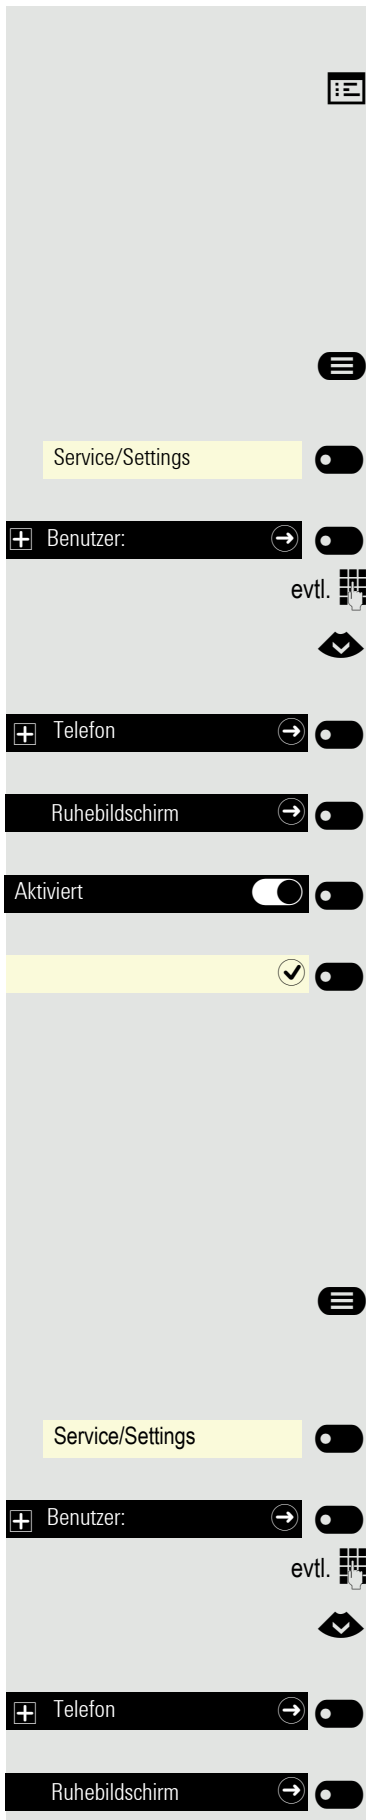 Service/Settings
Benutzer:
evtl.
Telefon
Ruhebildschirm
Aktiviert
Service/Settings
Benutzer:
evtl.
Telefon
Ruhebildschirm